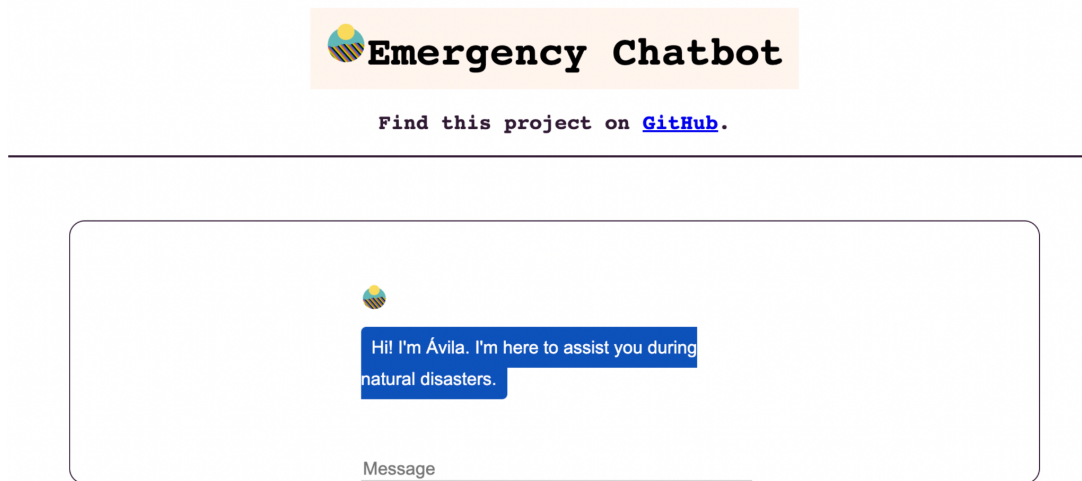 Emergency Chatbot
Find this project on GitHub.
Hi! I'm Ávila. I'm here to assist you during
natural disasters.
Message